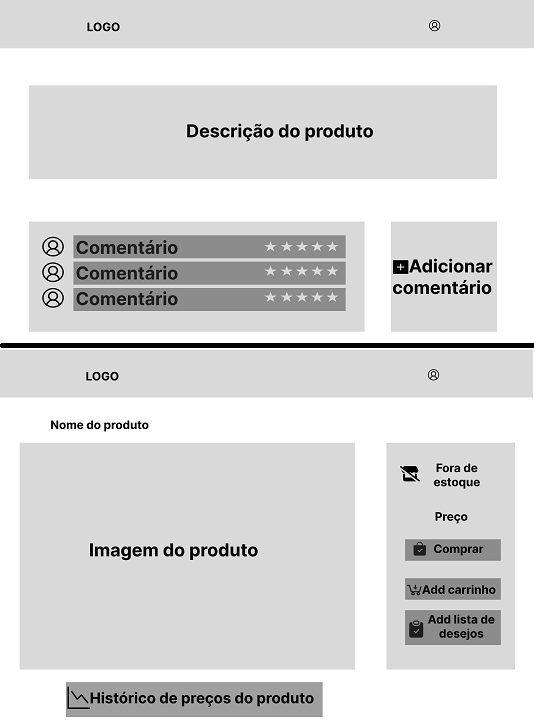 LOGO
Descrição do produto
Comentário
Comentário
Comentário
Adicionar
comentário
LOGO
Nome do produto
Imagem do produto
Fora de
estoque
Preço
Comprar
Add carrinho
Add lista de
desejos
Histórico de preços do produto